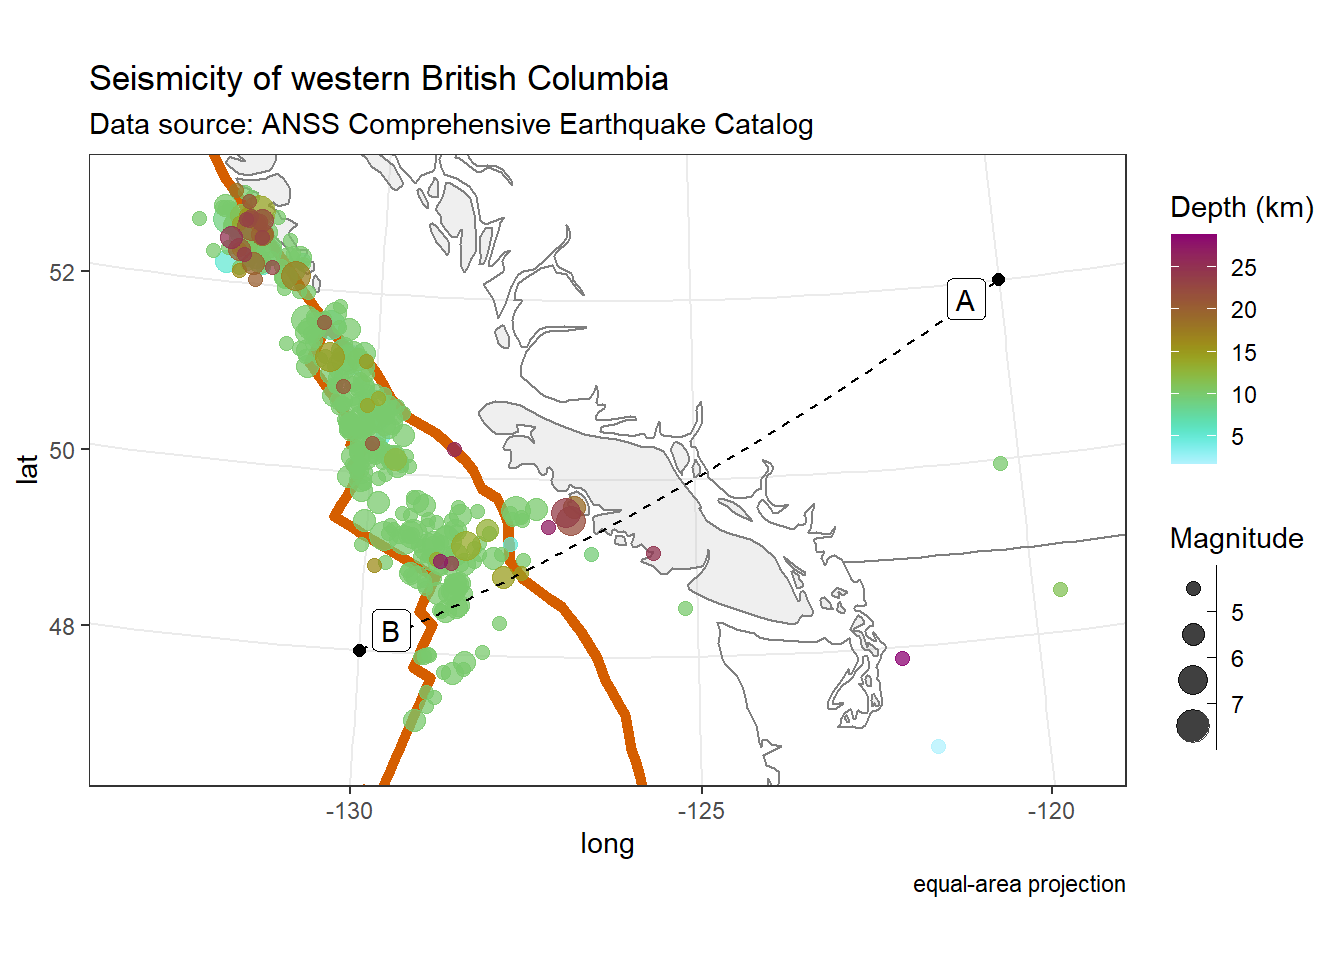 Seismicity of western British Columbia
Data source: ANSS Comprehensive Earthquake Catalog
Depth (km)
25
20
15
10
5
Magnitude
5
6
7
lat
52
50
48
A
B
-130
-125
-120
long
equal-area projection